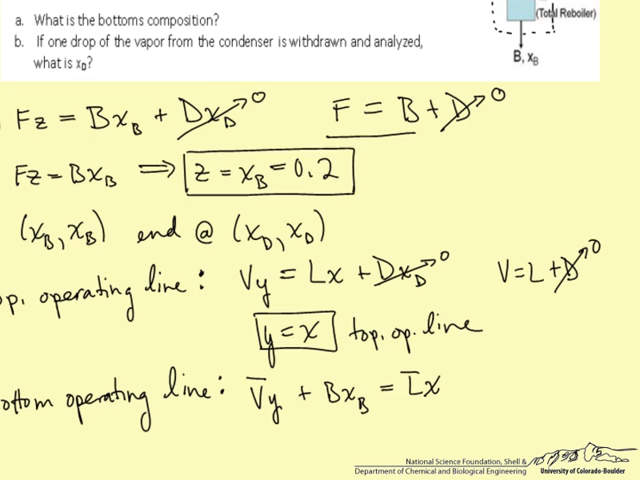 a. What is the bottoms composition?
b. If one drop of the vapor from the condenser is withdrawn and analyzed,
what is x_D?
(Total Reboiler)
B, x_B
Fz = Bx_B + Dx_D → 0    F = B + D → 0
Fz = Bx_B ⟹ z = x_B = 0.2
(x_B, x_B) end @ (x_D, x_D)
op. operating line: Vy = Lx + Dx_D → 0    V = L + D → 0
y = x top. op. line
ottom operating line: V̅y + Bx_B = L̅x
National Science Foundation, Shell &
Department of Chemical and Biological Engineering
University of Colorado-Boulder